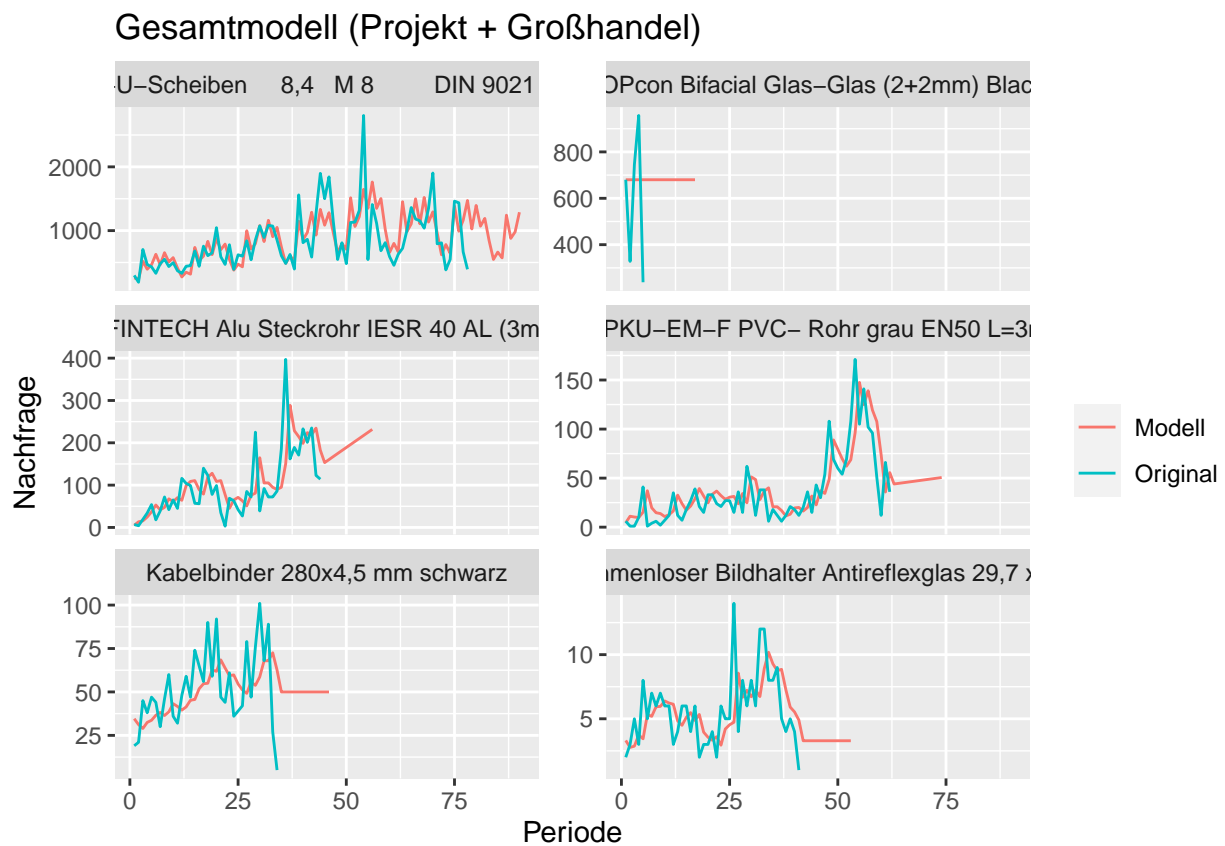 Gesamtmodell (Projekt + Großhandel)
-U-Scheiben 8,4 M 8 DIN 9021
OPcon Bifacial Glas-Glas (2+2mm) Blac
2000
1000
800
600
400
FINTECH Alu Steckrohr IESR 40 AL (3m
PKU-EM-F PVC- Rohr grau EN50 L=3
400
300
200
100
0
150
100
50
0
Nachfrage
Modell
Original
Kabelbinder 280x4,5 mm schwarz
menloser Bildhalter Antireflexglas 29,7 x
100
75
50
25
10
5
0 25 50 75
0 25 50 75
Periode